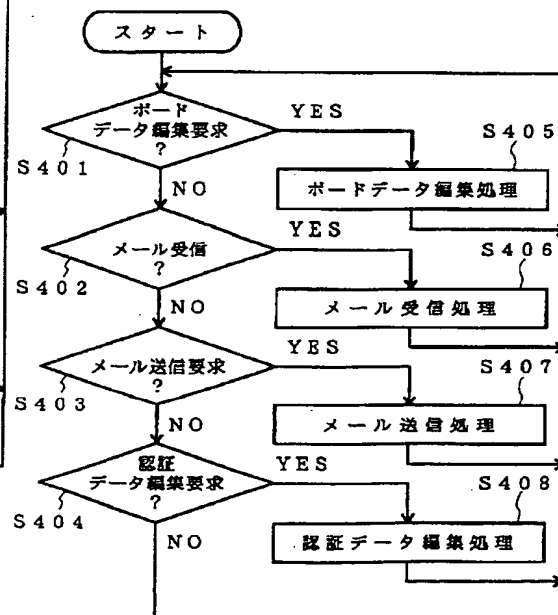 スタート
ボード
データ編集要求
?
YES
S401
NO
S405
ボードデータ編集処理
メール受信
?
YES
S402
NO
S406
メール受信処理
メール送信要求
?
YES
S403
NO
S407
メール送信処理
認証
データ編集要求
?
YES
S404
NO
S408
認証データ編集処理